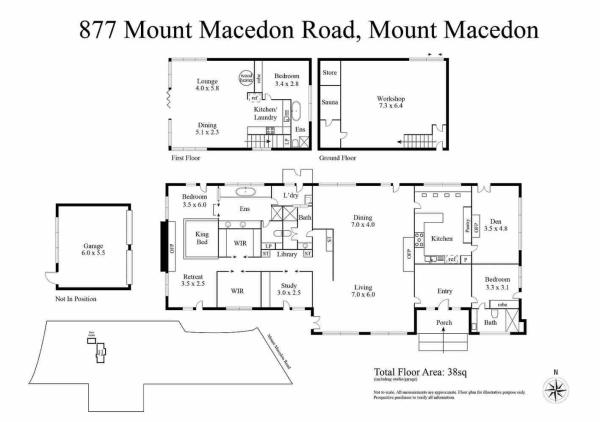 877 Mount Macedon Road, Mount Macedon
Lounge
4.0 x 5.8
wood
heating
robe
Bedroom
3.4 x 2.8
ref
Kitchen/
Laundry
Dining
5.1 x 2.3
Ens
LP
First Floor
Store
Sauna
Workshop
7.3 x 6.4
Ground Floor
Garage
6.0 x 5.5
Not In Position
Bedroom
3.5 x 6.0
Ens
L'dry
Bath
OFP
King
Bed
WIR
LP
ST
Library
ST
Retreat
3.5 x 2.5
WIR
Study
3.0 x 2.5
Dining
7.0 x 4.0
Living
7.0 x 6.0
OFP
Kitchen
Pantry
OFP
ref
P
Den
3.5 x 4.8
Bedroom
3.3 x 3.1
robe
Entry
Porch
Bath
Mount Macedon Road
Total Floor Area: 38sq
(including studio/garage)
Not to scale. All measurements are approximate. Floor plan for illustrative purpose only.
Prospective purchaser to verify all information.
N